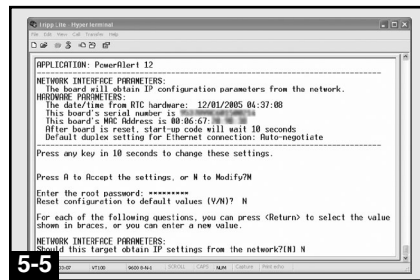 Tripp Lite - HyperTerminal
File Edit View Call Transfer Help
APPLICATION: PowerAlert 12
NETWORK INTERFACE PARAMETERS:
The board will obtain IP configuration parameters from the network.
HARDWARE PARAMETERS:
The date/time from RTC hardware: 12/01/2005 04:37:08
This board's serial number is
This board's MAC Address is 00:06:67:
After board is reset, start-up code will wait 10 seconds
Default duplex setting for Ethernet connection: Auto-negotiate
Press any key in 10 seconds to change these settings.
Press A to Accept the settings, or N to Modify?M
Enter the root password: *********
Reset configuration to default values (Y/N)? N
For each of the following questions, you can press <Return> to select the value
shown in braces, or you can enter a new value.
NETWORK INTERFACE PARAMETERS:
Should this target obtain IP settings from the network?[N] N
5-5
VT100 9600 8-N-1 SCROLL CAPS NUM Capture Print echo